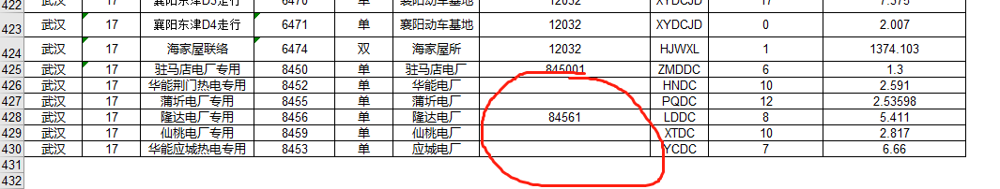 422 武汉 17 襄阳东津D3走行 6470 单 襄阳动车基地 12032 XYDCJD 17 7.375
423 武汉 17 襄阳东津D4走行 6471 单 襄阳动车基地 12032 XYDCJD 0 2.007
424 武汉 17 海家屋联络 6474 双 海家屋所 12032 HJWXL 1 1374.103
425 武汉 17 驻马店电厂专用 8450 单 驻马店电厂 845001 ZMDDC 6 1.3
426 武汉 17 华能荆门热电专用 8452 单 华能电厂 HNDC 10 2.591
427 武汉 17 蒲圻电厂专用 8455 单 蒲圻电厂 PQDC 12 2.53598
428 武汉 17 隆达电厂专用 8456 单 隆达电厂 84561 LDDC 8 5.411
429 武汉 17 仙桃电厂专用 8459 单 仙桃电厂 XTDC 10 2.817
430 武汉 17 华能应城热电专用 8453 单 应城电厂 YCDC 7 6.66
431
432